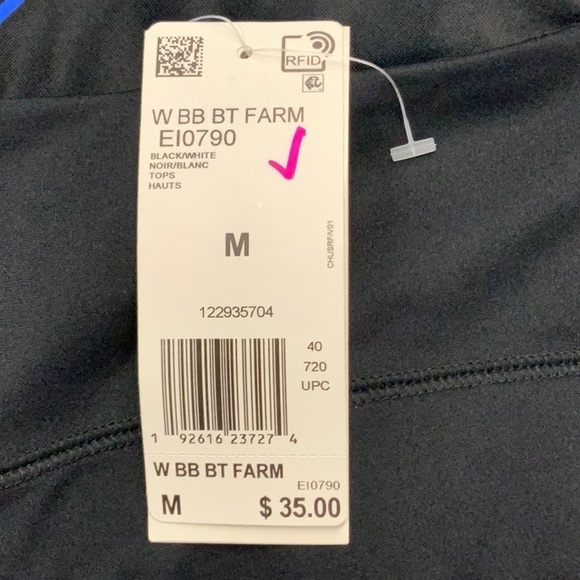 RFID
W BB BT FARM
EI0790
BLACK/WHITE
NOIR/BLANC
TOPS
HAUTS
M
CHUSRFAV01
122935704
40
720
UPC
1 92616 23727 4
W BB BT FARM
EI0790
M $ 35.00